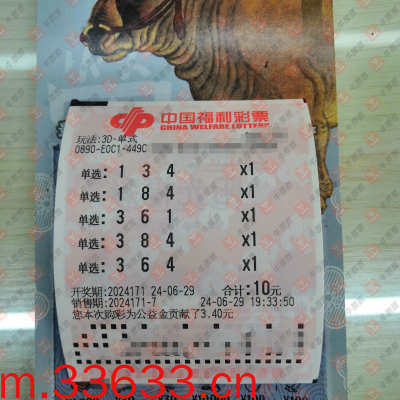 中国福利彩票
CHINA WELFARE LOTTERY
玩法:3D-单式
0890-E0C1-449C
单选: 1 3 4 x1
单选: 1 8 4 x1
单选: 3 6 1 x1
单选: 3 8 4 x1
单选: 3 6 4 x1
开奖期:2024171 24-06-29 合计:10元
销售期:2024171-7 24-06-29 19:33:50
您本次购彩为公益金贡献了3.40元
m.33633.cn